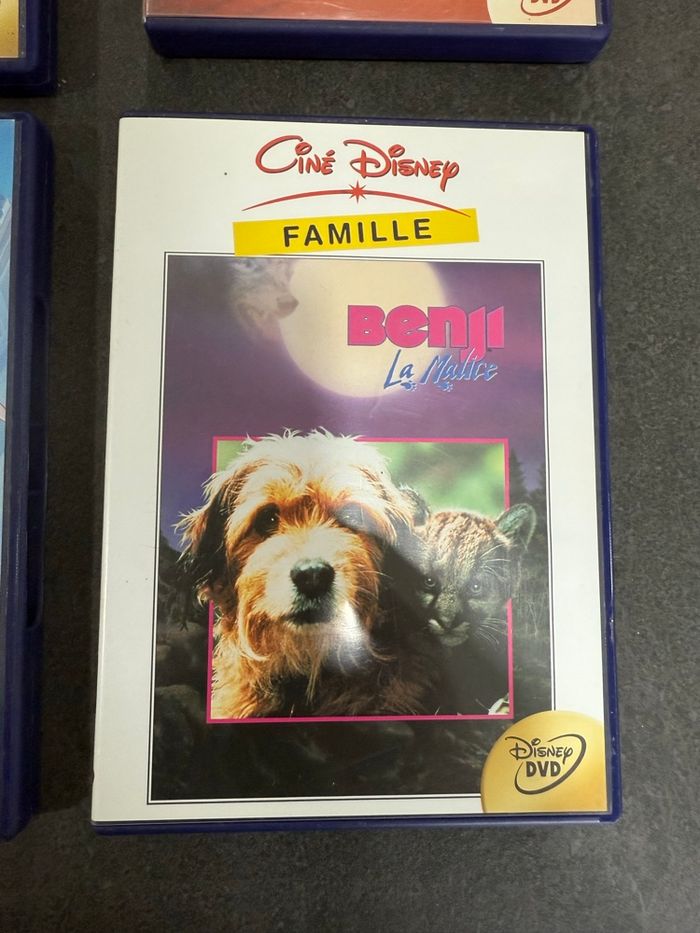 Ciné Disney
FAMILLE
Benji
La Malice
Disney
DVD